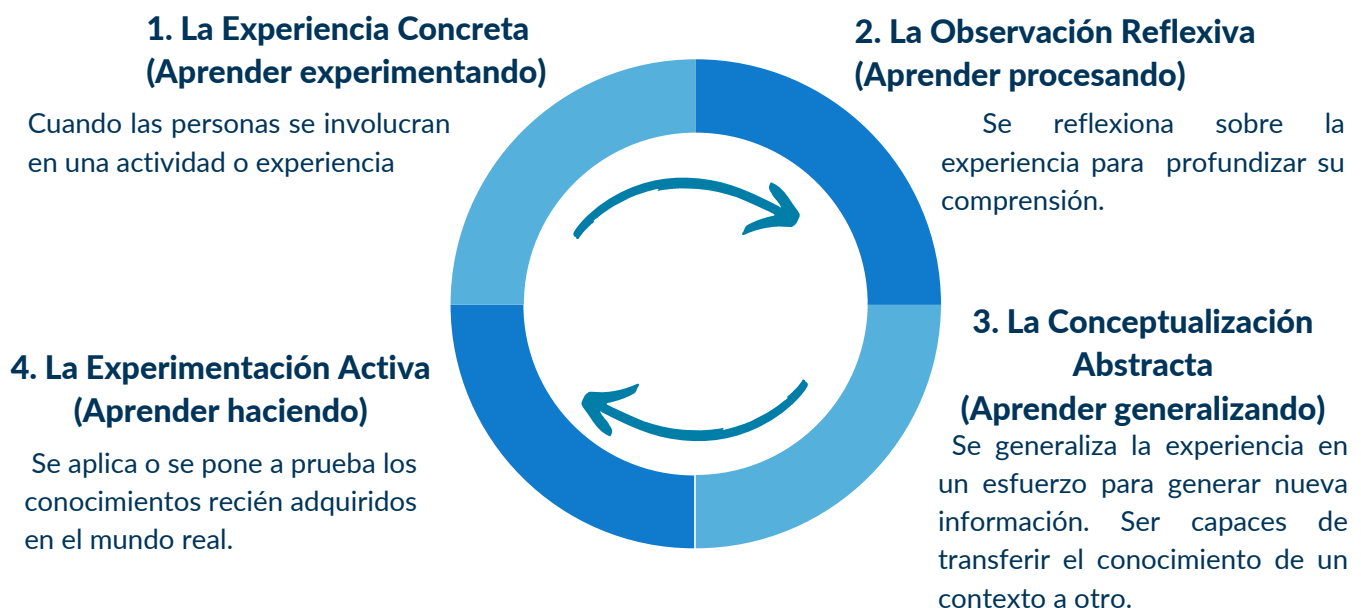 1. La Experiencia Concreta
(Aprender experimentando)
Cuando las personas se involucran
en una actividad o experiencia
2. La Observación Reflexiva
(Aprender procesando)
Se reflexiona sobre la
experiencia para profundizar su
comprensión.
3. La Conceptualización
Abstracta
(Aprender generalizando)
Se generaliza la experiencia en
un esfuerzo para generar nueva
información. Ser capaces de
transferir el conocimiento de un
contexto a otro.
4. La Experimentación Activa
(Aprender haciendo)
Se aplica o se pone a prueba los
conocimientos recién adquiridos
en el mundo real.